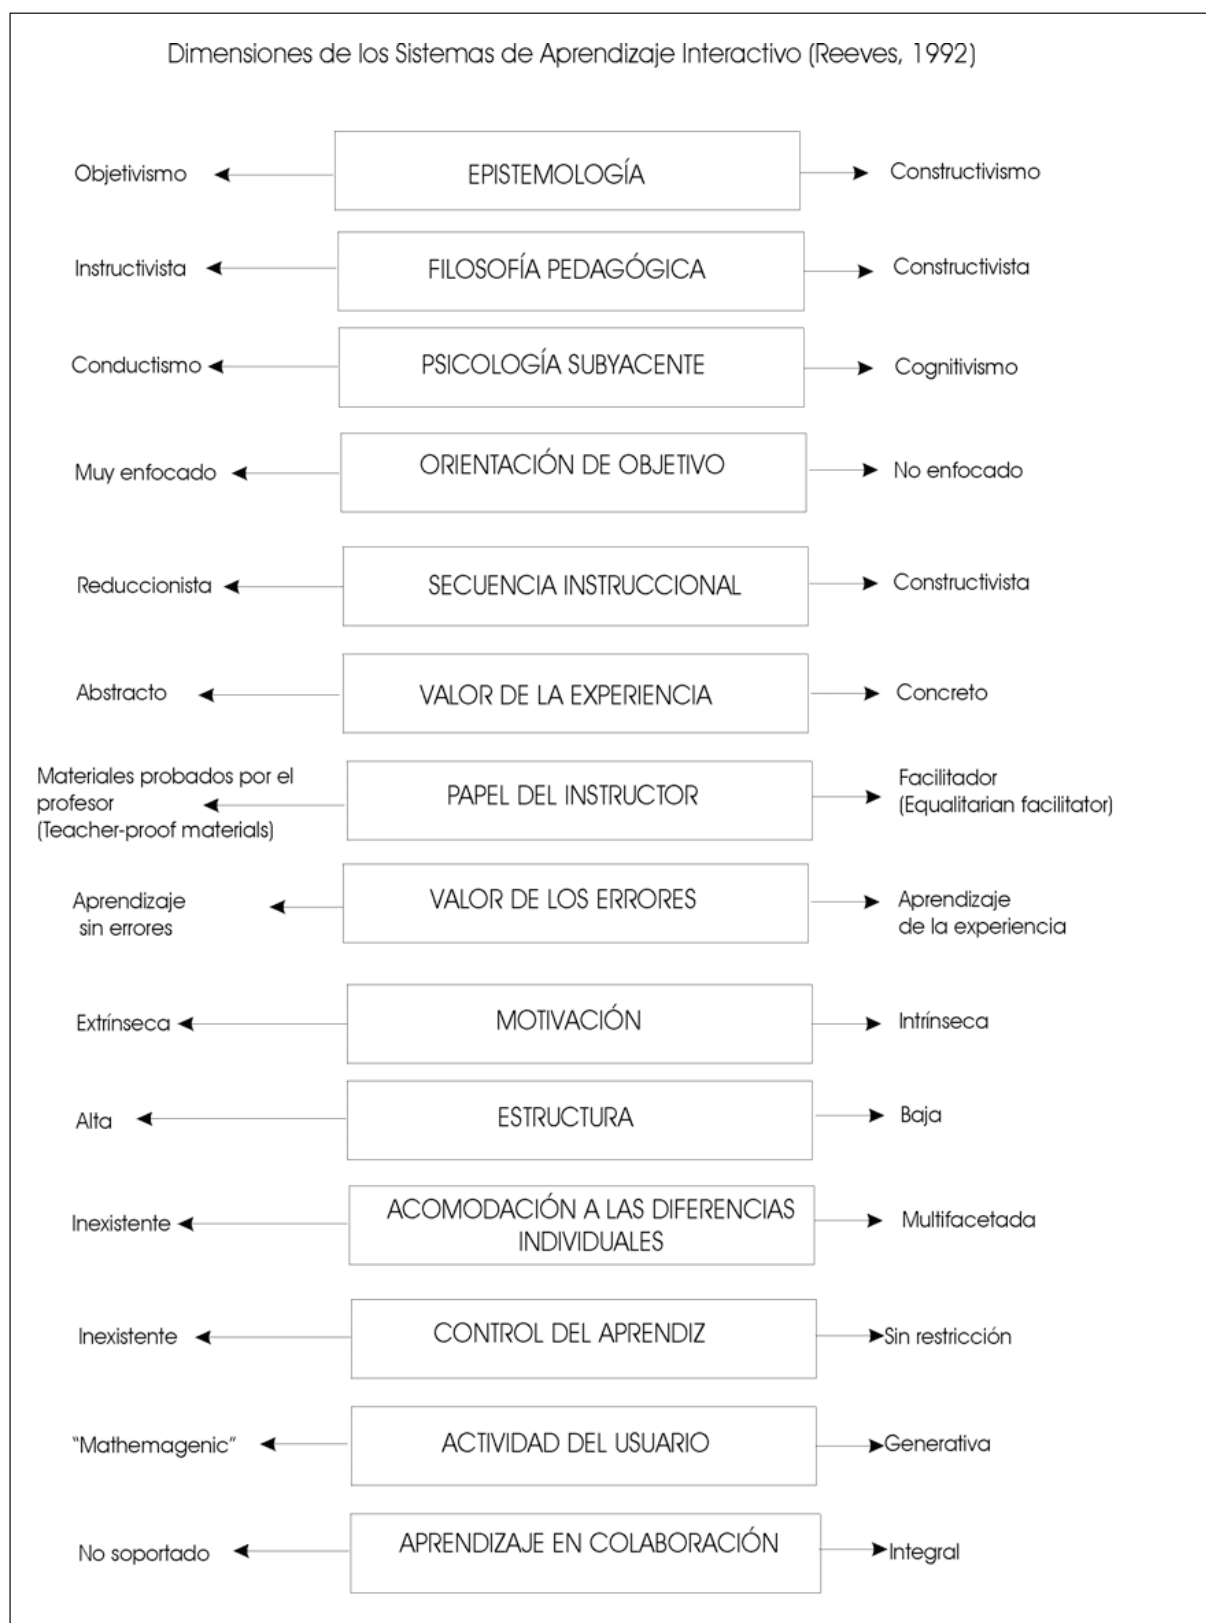 Dimensiones de los Sistemas de Aprendizaje Interactivo (Reeves, 1992)
Objetivismo
EPISTEMOLOGÍA
Constructivismo
Instructivista
FILOSOFÍA PEDAGÓGICA
Constructivista
Conductismo
PSICOLOGÍA SUBYACENTE
Cognitivismo
Muy enfocado
ORIENTACIÓN DE OBJETIVO
No enfocado
Reduccionista
SECUENCIA INSTRUCCIONAL
Constructivista
Abstracto
VALOR DE LA EXPERIENCIA
Concreto
Materiales probados por el
profesor
(Teacher-proof materials)
PAPEL DEL INSTRUCTOR
Facilitador
(Equalitarian facilitator)
Aprendizaje
sin errores
VALOR DE LOS ERRORES
Aprendizaje
de la experiencia
Extrínseca
MOTIVACIÓN
Intrínseca
Alta
ESTRUCTURA
Baja
Inexistente
ACOMODACIÓN A LAS DIFERENCIAS
INDIVIDUALES
Multifacetada
Inexistente
CONTROL DEL APRENDIZ
Sin restricción
"Mathemagenic"
ACTIVIDAD DEL USUARIO
Generativa
No soportado
APRENDIZAJE EN COLABORACIÓN
Integral